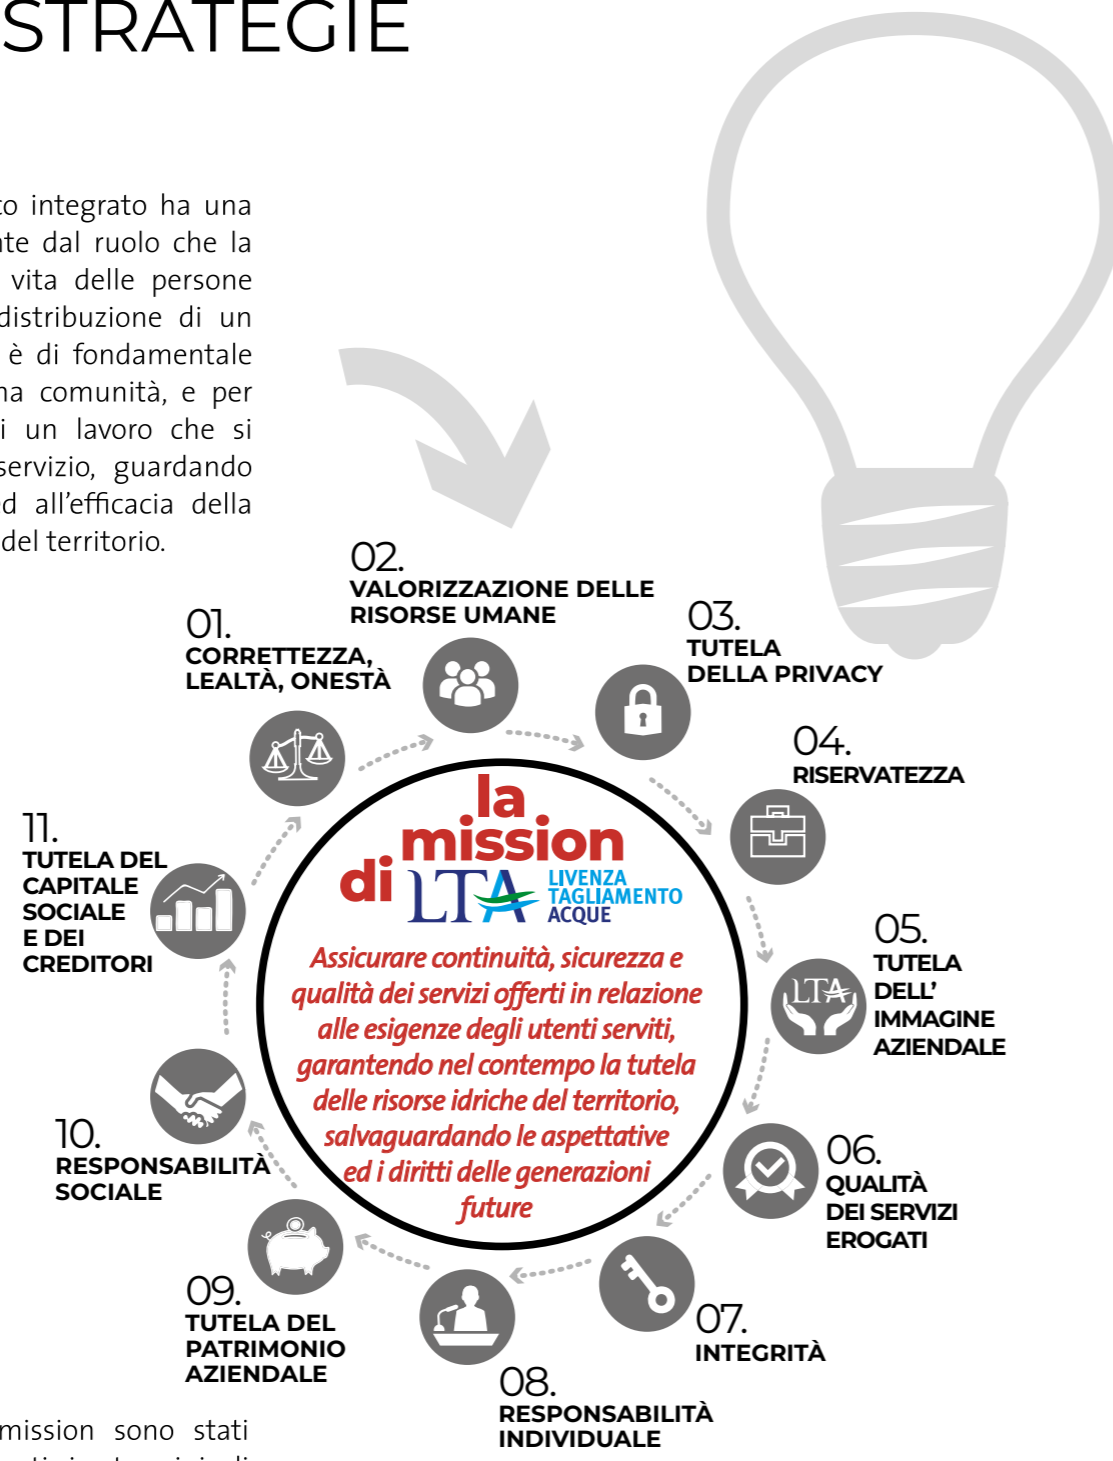 STRATEGIE
integrato ha una
dal ruolo che la
vita delle persone
distribuzione di un
è di fondamentale
comunità, e per
un lavoro che si
servizio, guardando
all’efficacia della
del territorio.
01.
CORRETTEZZA,
LEALTÀ, ONESTÀ
02.
VALORIZZAZIONE DELLE
RISORSE UMANE
03.
TUTELA
DELLA PRIVACY
04.
RISERVATEZZA
05.
TUTELA
DELL’
IMMAGINE
AZIENDALE
LTA
06.
QUALITÀ
DEI SERVIZI
EROGATI
07.
INTEGRITÀ
08.
RESPONSABILITÀ
INDIVIDUALE
09.
TUTELA DEL
PATRIMONIO
AZIENDALE
10.
RESPONSABILITÀ
SOCIALE
11.
TUTELA DEL
CAPITALE
SOCIALE
E DEI
CREDITORI
la
mission
di LTA LIVENZA
TAGLIAMENTO
ACQUE
Assicurare continuità, sicurezza e
qualità dei servizi offerti in relazione
alle esigenze degli utenti serviti,
garantendo nel contempo la tutela
delle risorse idriche del territorio,
salvaguardando le aspettative
ed i diritti delle generazioni
future
mission sono stati